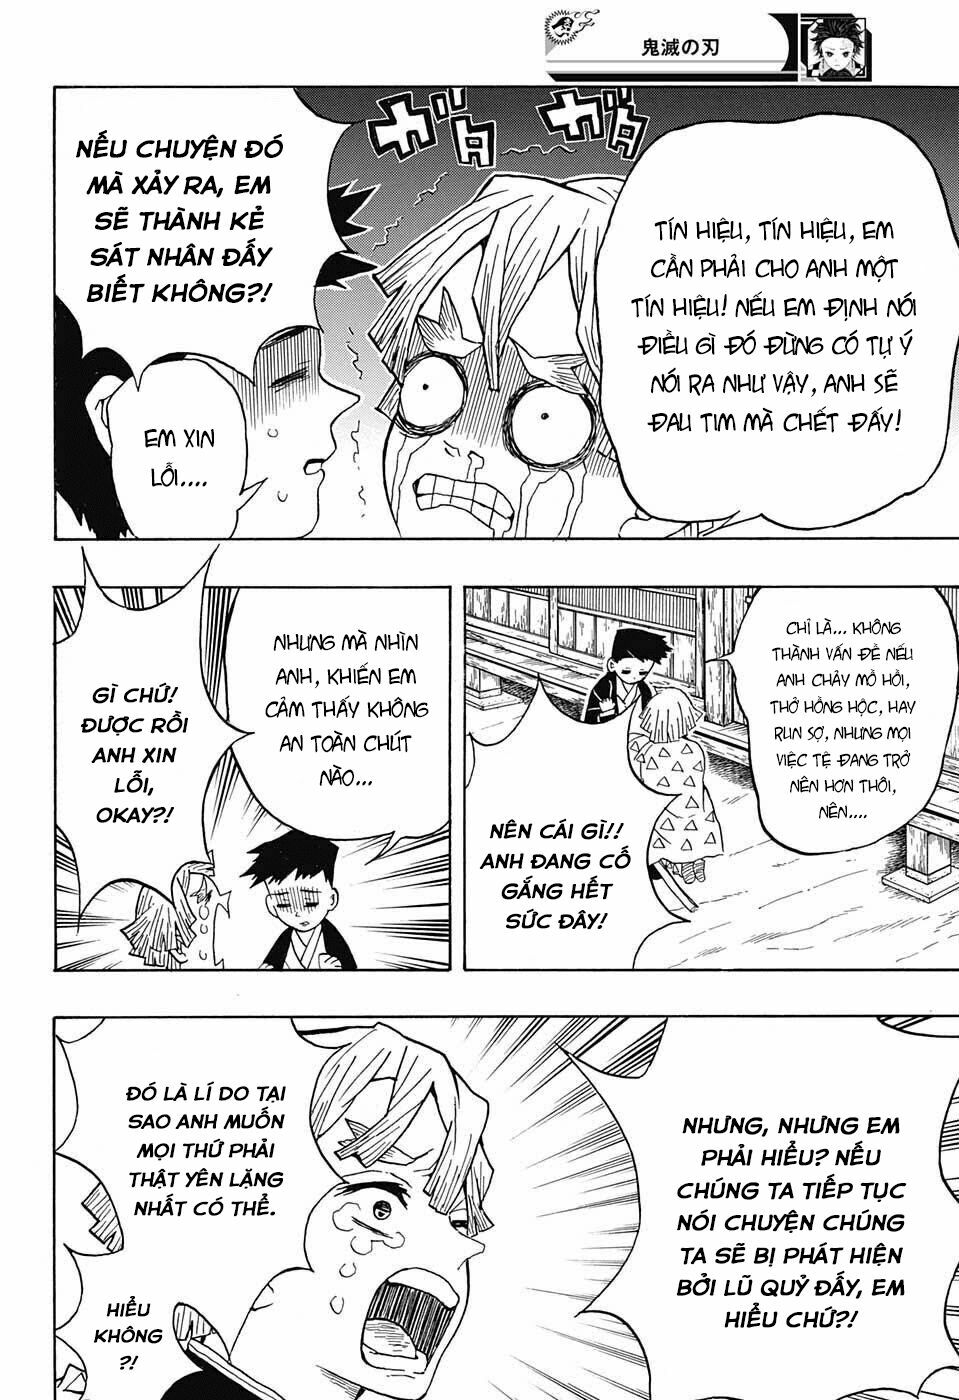 鬼滅の刃
ガタ
ガタ
TÍN HIỆU, TÍN HIỆU, EM
CẦN PHẢI CHO ANH MỘT
TÍN HIỆU! NẾU EM ĐỊNH NÓI
ĐIỀU GÌ ĐÓ ĐỪNG CÓ TỰ Ý
NÓI RA NHƯ VẬY, ANH SẼ
ĐAU TIM MÀ CHẾT ĐẤY!
NẾU CHUYỆN ĐÓ
MÀ XẢY RA, EM
SẼ THÀNH KẺ
SÁT NHÂN ĐẤY
BIẾT KHÔNG?!
EM XIN
LỖI....
CHỈ LÀ... KHÔNG
THÀNH VẤN ĐỀ NẾU
ANH CHẢY MỒ HÔI,
THỞ HỒNG HỘC, HAY
RUN SỢ, NHƯNG MỌI
VIỆC TỆ ĐANG TRỞ
NÊN HƠN THÔI,
NÊN....
NÊN CÁI GÌ!!
ANH ĐANG CỐ
GẮNG HẾT
SỨC ĐÂY!
NHƯNG MÀ NHÌN
ANH, KHIẾN EM
CẢM THẤY KHÔNG
AN TOÀN CHÚT
NÀO...
GÌ CHỨ!
ĐƯỢC RỒI
ANH XIN
LỖI,
OKAY?!
NHƯNG, NHƯNG EM
PHẢI HIỂU? NẾU
CHÚNG TA TIẾP TỤC
NÓI CHUYỆN CHÚNG
TA SẼ BỊ PHÁT HIỆN
BỞI LŨ QUỶ ĐẤY, EM
HIỂU CHỨ?!
ĐÓ LÀ LÍ DO TẠI
SAO ANH MUỐN
MỌI THỨ PHẢI
THẬT YÊN LẶNG
NHẤT CÓ THỂ.
HIỂU
KHÔNG
?!